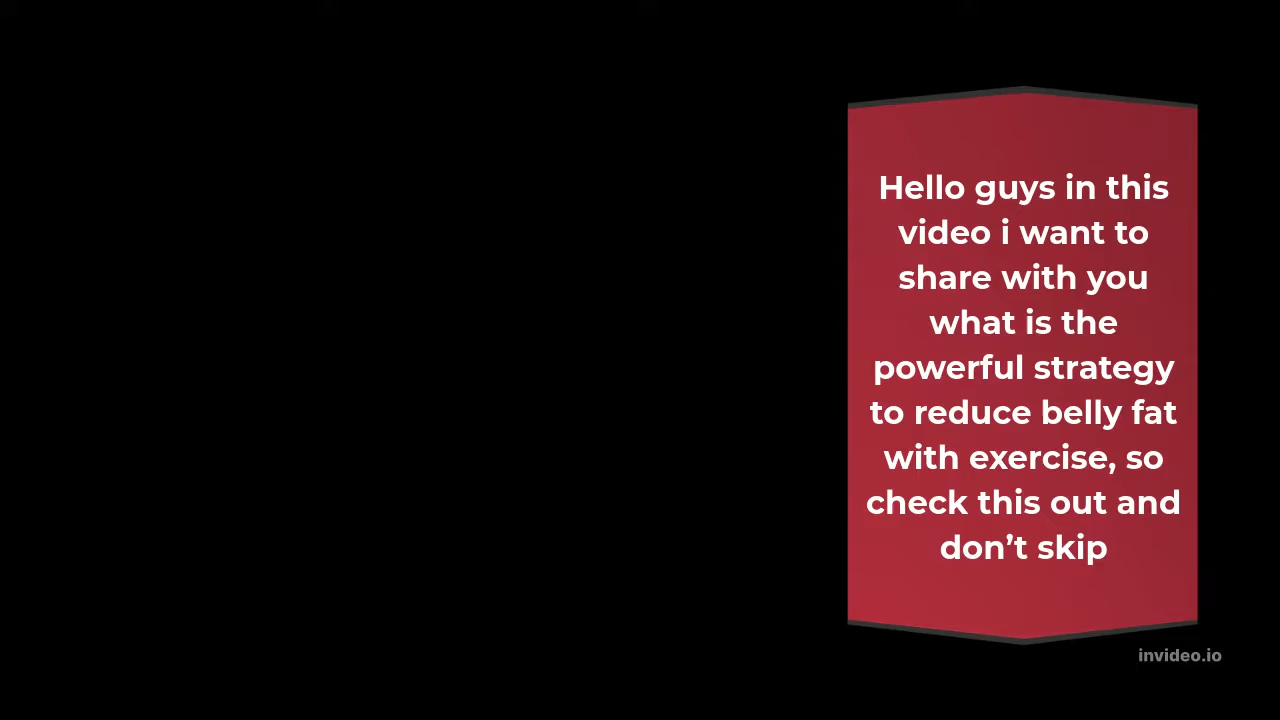 Hello guys in this
video i want to
share with you
what is the
powerful strategy
to reduce belly fat
with exercise, so
check this out and
don’t skip
invideo.io